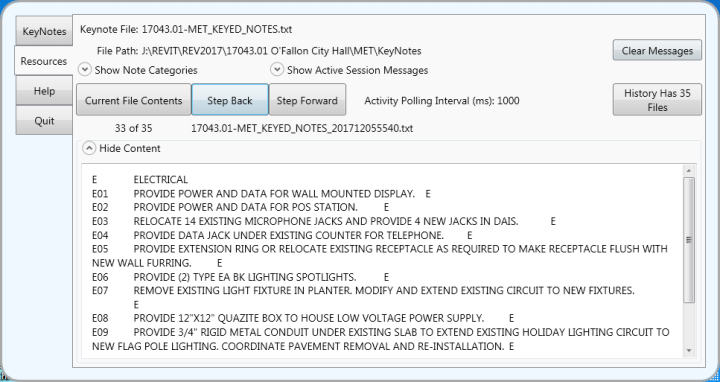 KeyNotes
Resources
Help
Quit
Keynote File: 17043.01-MET_KEYED_NOTES.txt
File Path: J:\REVIT\REV2017\17043.01 O'Fallon City Hall\MET\KeyNotes
Clear Messages
Show Note Categories
Show Active Session Messages
Current File Contents
Step Back
Step Forward
Activity Polling Interval (ms): 1000
History Has 35
Files
33 of 35
17043.01-MET_KEYED_NOTES_201712055540.txt
Hide Content
E ELECTRICAL
E01 PROVIDE POWER AND DATA FOR WALL MOUNTED DISPLAY. E
E02 PROVIDE POWER AND DATA FOR POS STATION. E
E03 RELOCATE 14 EXISTING MICROPHONE JACKS AND PROVIDE 4 NEW JACKS IN DAIS. E
E04 PROVIDE DATA JACK UNDER EXISTING COUNTER FOR TELEPHONE. E
E05 PROVIDE EXTENSION RING OR RELOCATE EXISTING RECEPTACLE AS REQUIRED TO MAKE RECEPTACLE FLUSH WITH
NEW WALL FURRING. E
E06 PROVIDE (2) TYPE EA BK LIGHTING SPOTLIGHTS. E
E07 REMOVE EXISTING LIGHT FIXTURE IN PLANTER. MODIFY AND EXTEND EXISTING CIRCUIT TO NEW FIXTURES.
E
E08 PROVIDE 12"X12" QUAZITE BOX TO HOUSE LOW VOLTAGE POWER SUPPLY. E
E09 PROVIDE 3/4" RIGID METAL CONDUIT UNDER EXISTING SLAB TO EXTEND EXISTING HOLIDAY LIGHTING CIRCUIT TO
NEW FLAG POLE LIGHTING. COORDINATE PAVEMENT REMOVAL AND RE-INSTALLATION. E